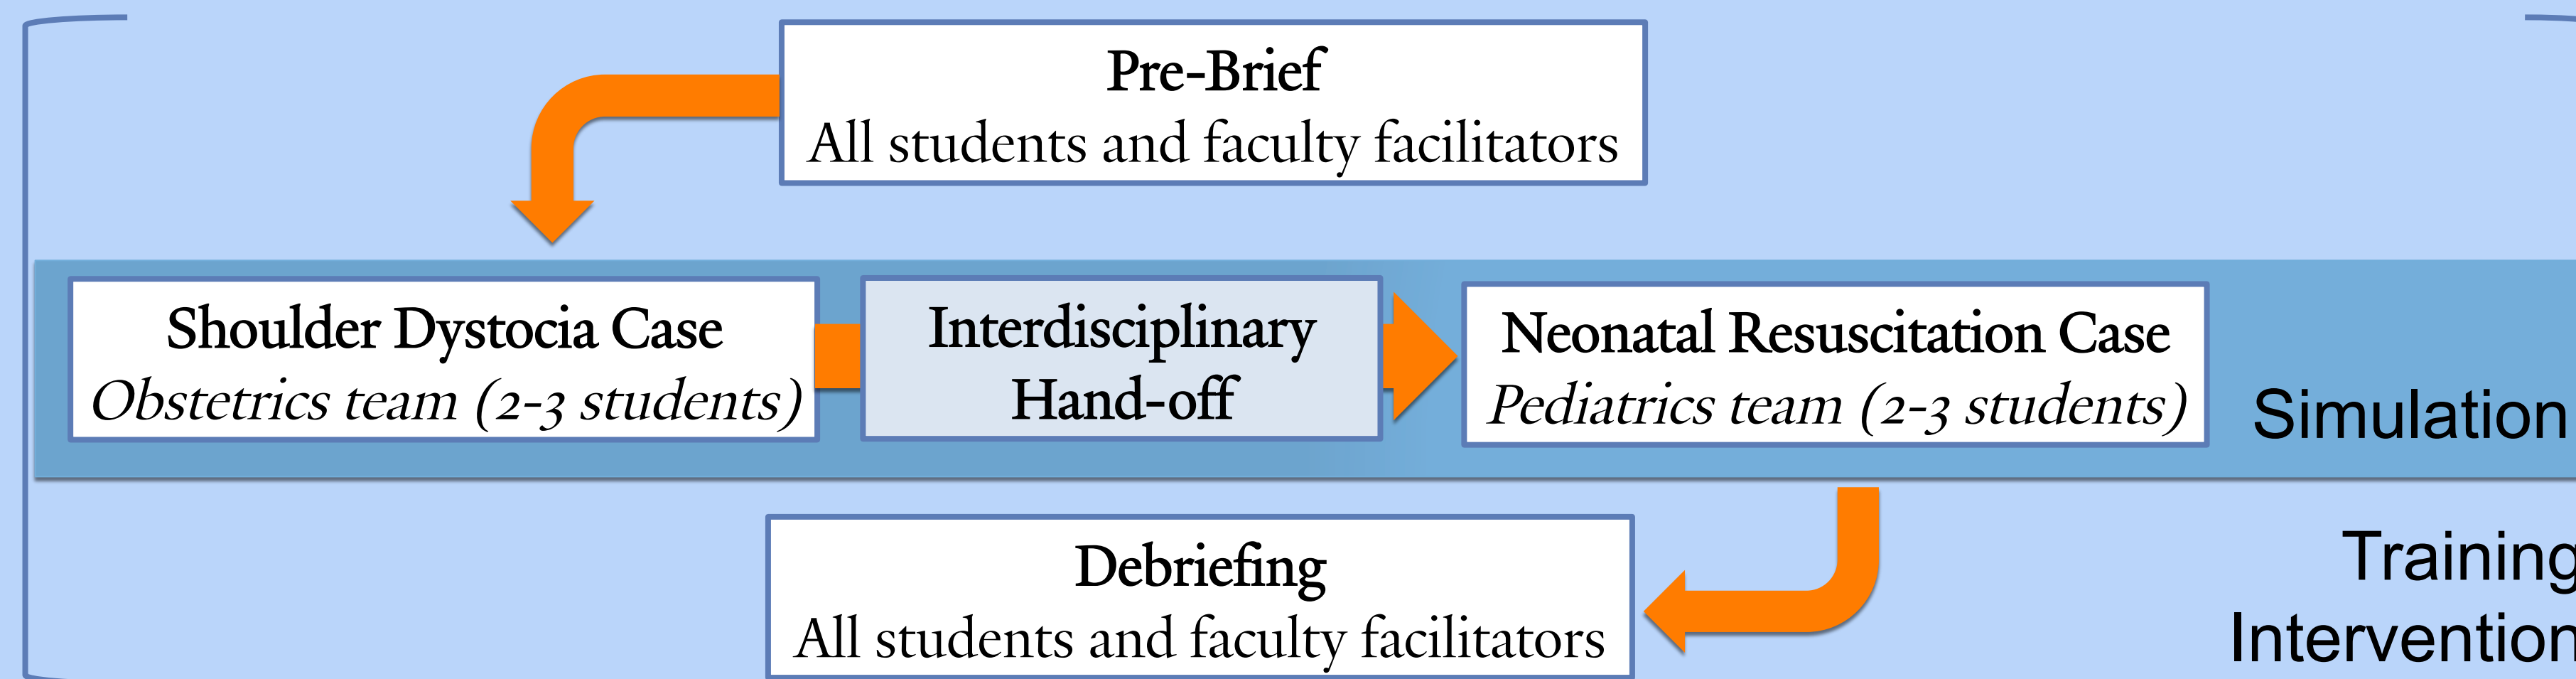 Pre-Brief
All students and faculty facilitators
Shoulder Dystocia Case
Obstetrics team (2-3 students)
Interdisciplinary
Hand-off
Neonatal Resuscitation Case
Pediatrics team (2-3 students)
Simulation
Debriefing
All students and faculty facilitators
Training
Intervention